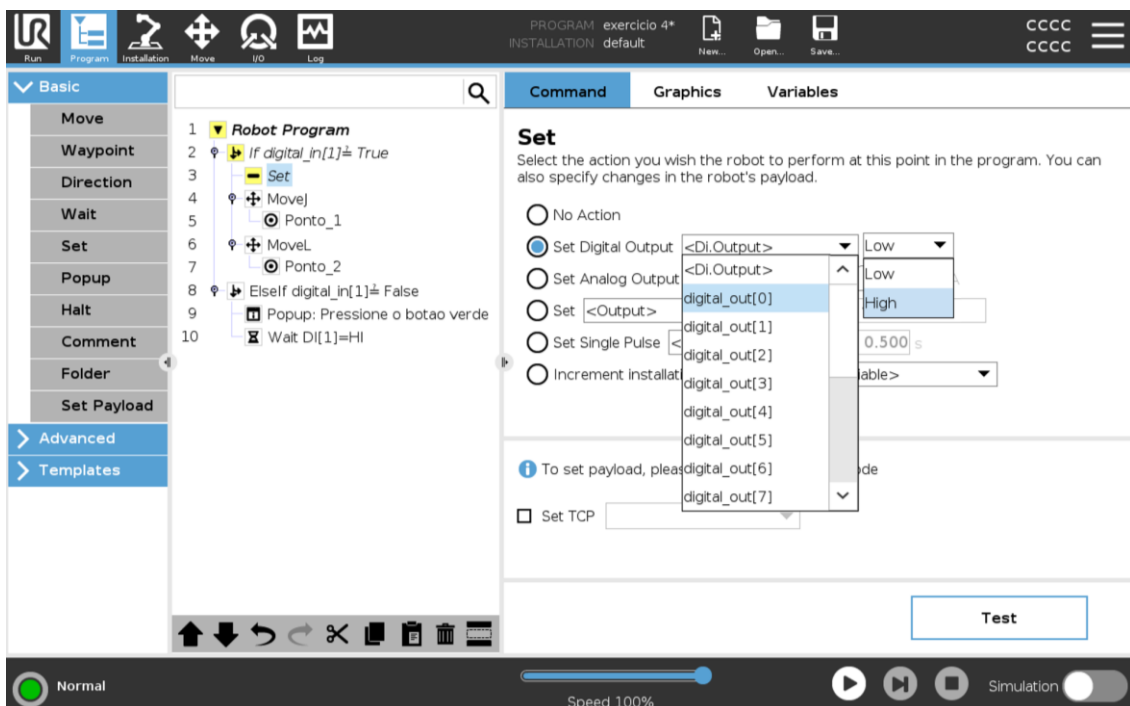 UR
PROGRAM exercicio 4*
INSTALLATION default
CCCC
CCCC
Run
Program
Installation
Move
I/O
Log
New...
Open...
Save...
Basic
Move
Waypoint
Direction
Wait
Set
Popup
Halt
Comment
Folder
Set Payload
Advanced
Templates
1 Robot Program
2 If digital_in[1]≟ True
3 Set
4 MoveJ
5 Ponto_1
6 MoveL
7 Ponto_2
8 ElseIf digital_in[1]≟ False
9 Popup: Pressione o botao verde
10 Wait DI[1]=HI
Command Graphics Variables
Set
Select the action you wish the robot to perform at this point in the program. You can
also specify changes in the robot's payload.
No Action
Set Digital Output <Di.Output> Low
Set Analog Output
Set <Output>
Set Single Pulse < 0.500 s
Increment
<Di.Output>
digital_out[0]
digital_out[1]
digital_out[2]
digital_out[3]
digital_out[4]
digital_out[5]
digital_out[6]
digital_out[7]
Low
High
To set payload,
Set TCP
Test
Normal
Speed 100%
Simulation